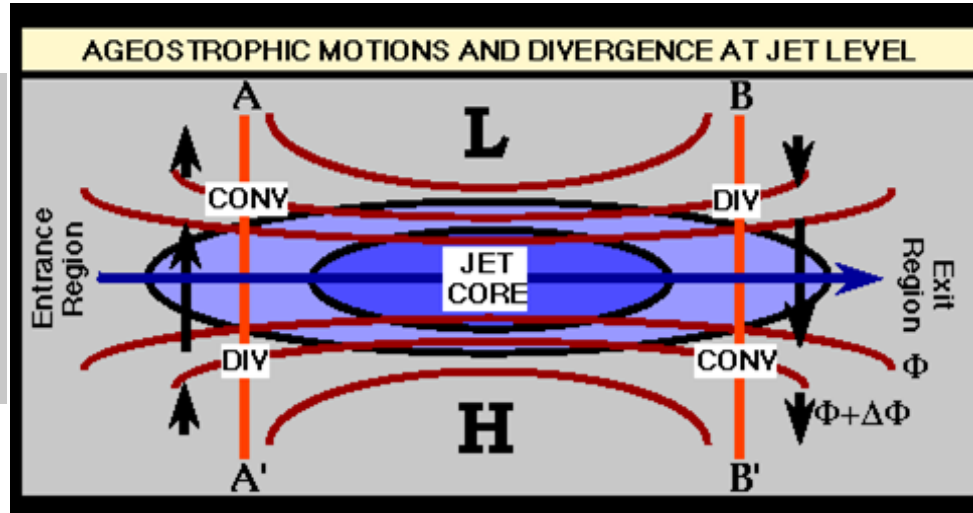 AGEOSTROPHIC MOTIONS AND DIVERGENCE AT JET LEVEL
A
B
L
CONV
DIV
Entrance
Region
JET
CORE
Exit
Region
DIV
CONV
Φ
H
Φ+ΔΦ
A'
B'